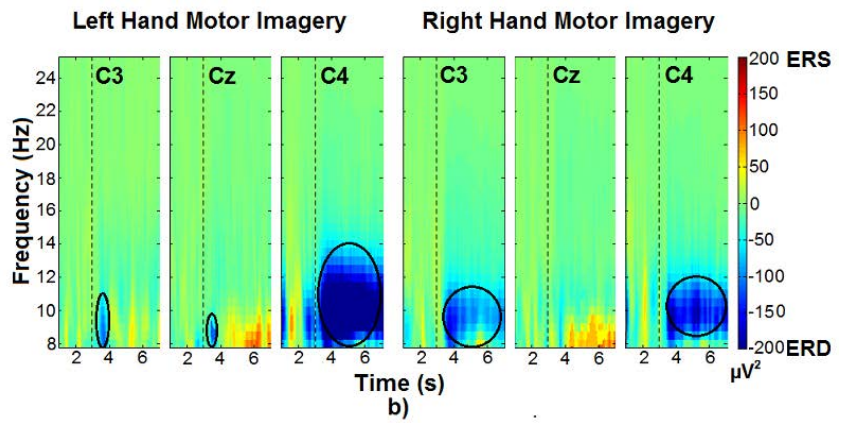 Left Hand Motor Imagery Right Hand Motor Imagery
C3 Cz C4 C3 Cz C4
200 ERS
150
100
50
0
-50
-100
-150
-200 ERD
µV²
Frequency (Hz)
24
22
20
18
16
14
12
10
8
2 4 6 2 4 6 2 4 6 2 4 6 2 4 6 2 4 6
Time (s)
b)